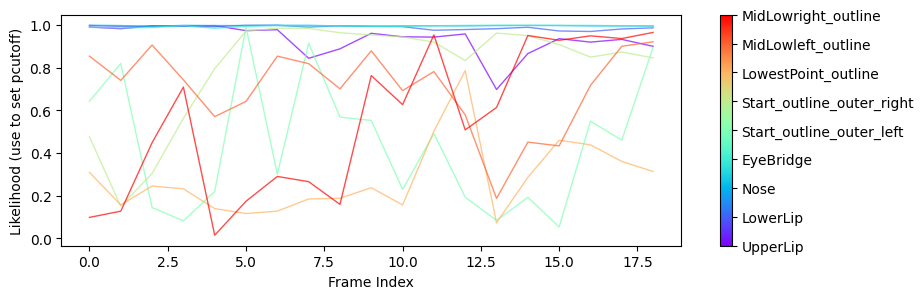 Likelihood (use to set pcutoff)
1.0
0.8
0.6
0.4
0.2
0.0
0.0
2.5
5.0
7.5
10.0
12.5
15.0
17.5
Frame Index
MidLowright_outline
MidLowleft_outline
LowestPoint_outline
Start_outline_outer_right
Start_outline_outer_left
EyeBridge
Nose
LowerLip
UpperLip